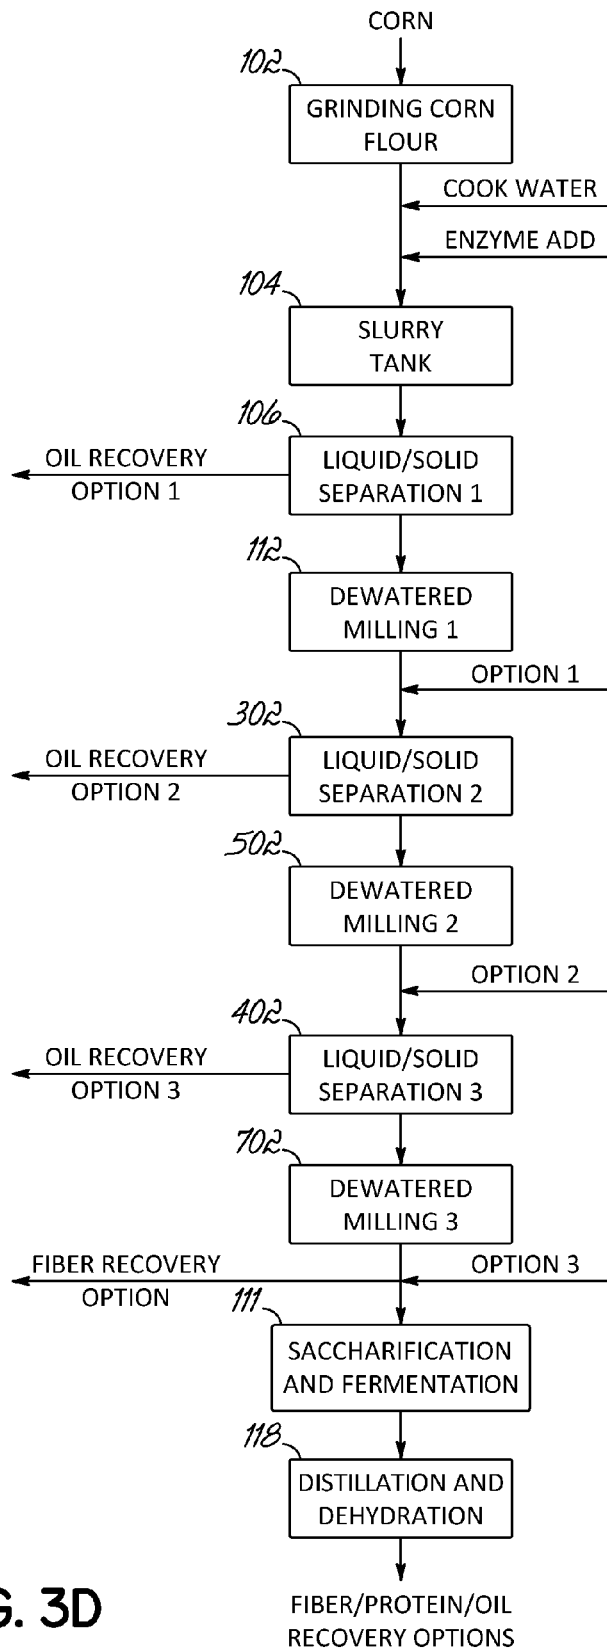 CORN
102
GRINDING CORN
FLOUR
COOK WATER
ENZYME ADD
104
SLURRY
TANK
106
OIL RECOVERY
OPTION 1
LIQUID/SOLID
SEPARATION 1
112
DEWATERED
MILLING 1
OPTION 1
302
OIL RECOVERY
OPTION 2
LIQUID/SOLID
SEPARATION 2
502
DEWATERED
MILLING 2
OPTION 2
402
OIL RECOVERY
OPTION 3
LIQUID/SOLID
SEPARATION 3
702
DEWATERED
MILLING 3
FIBER RECOVERY
OPTION
OPTION 3
111
SACCHARIFICATION
AND FERMENTATION
118
DISTILLATION AND
DEHYDRATION
G. 3D
FIBER/PROTEIN/OIL
RECOVERY OPTIONS